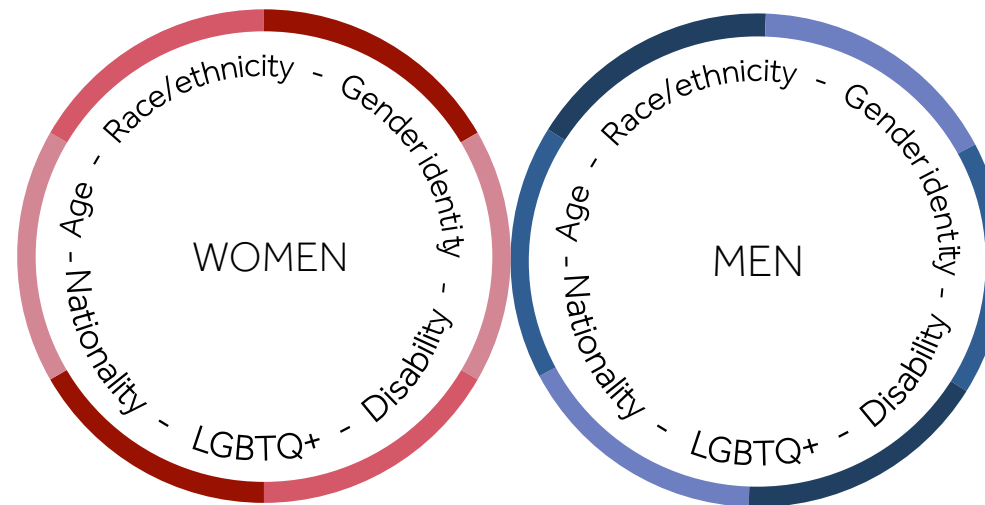 Race/ethnicity - Gender identity - Disability - LGBTQ+ - Nationality - Age -
WOMEN
Race/ethnicity - Gender identity - Disability - LGBTQ+ - Nationality - Age -
MEN